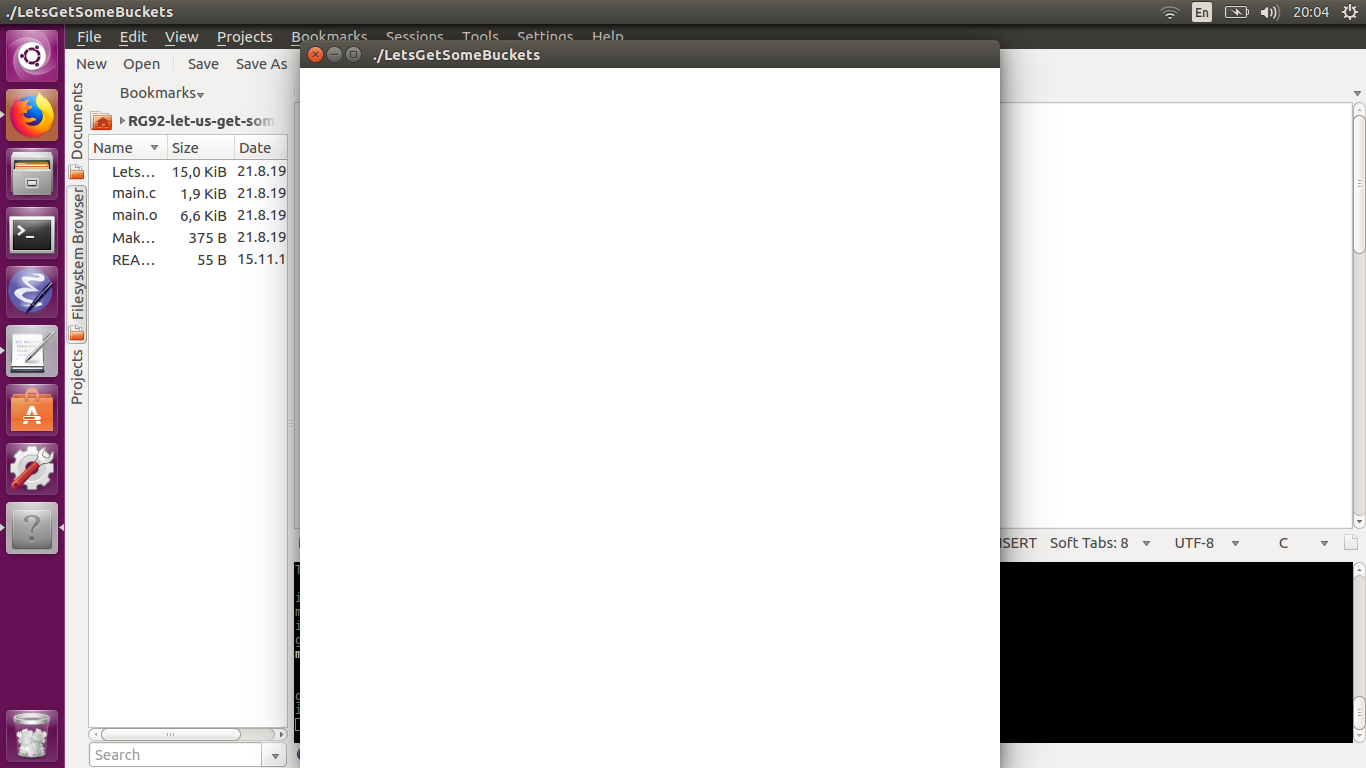 ./LetsGetSomeBuckets
En
20:04
File Edit View Projects Bookmarks Sessions Tools Settings Help
./LetsGetSomeBuckets
New Open Save Save As
Bookmarks
Documents
RG92-let-us-get-som
Name Size Date
Lets... 15,0 KiB 21.8.19
main.c 1,9 KiB 21.8.19
main.o 6,6 KiB 21.8.19
Mak... 375 B 21.8.19
REA... 55 B 15.11.1
Filesystem Browser
Projects
NSERT Soft Tabs: 8 UTF-8 C
Search